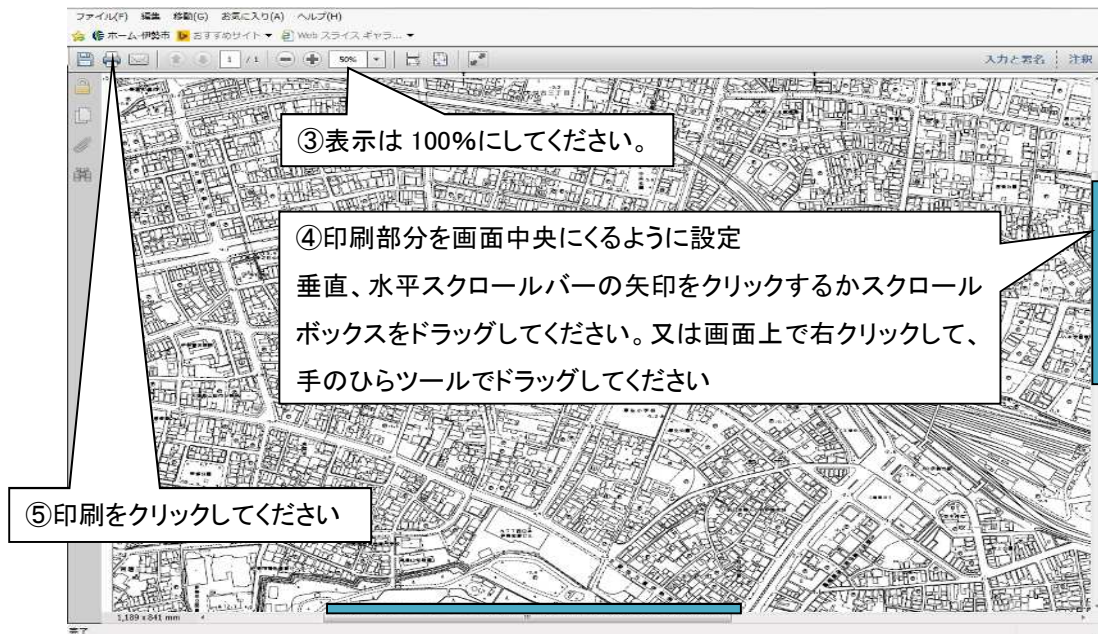 ファイル(F) 編集 移動(G) お気に入り(A) ヘルプ(H)
ホーム-伊勢市 おすすめサイト Web スライス ギャラ...
1 / 1 50% 入力と署名 注釈
③表示は 100%にしてください。
④印刷部分を画面中央にくるように設定
垂直、水平スクロールバーの矢印をクリックするかスクロール
ボックスをドラッグしてください。又は画面上で右クリックして、
手のひらツールでドラッグしてください
⑤印刷をクリックしてください
1,189 x 841 mm
完了